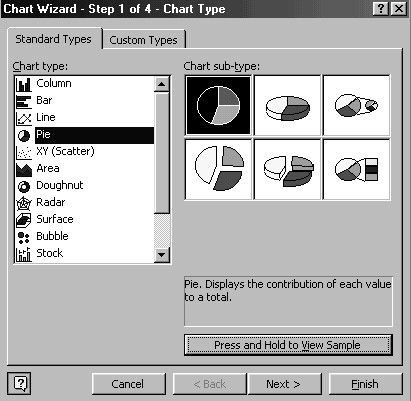 Chart Wizard - Step 1 of 4 - Chart Type
Standard Types
Custom Types
Chart type:
Chart sub-type:
Column
Bar
Line
Pie
XY (Scatter)
Area
Doughnut
Radar
Surface
Bubble
Stock
Pie. Displays the contribution of each value
to a total.
Press and Hold to View Sample
Cancel
< Back
Next >
Finish